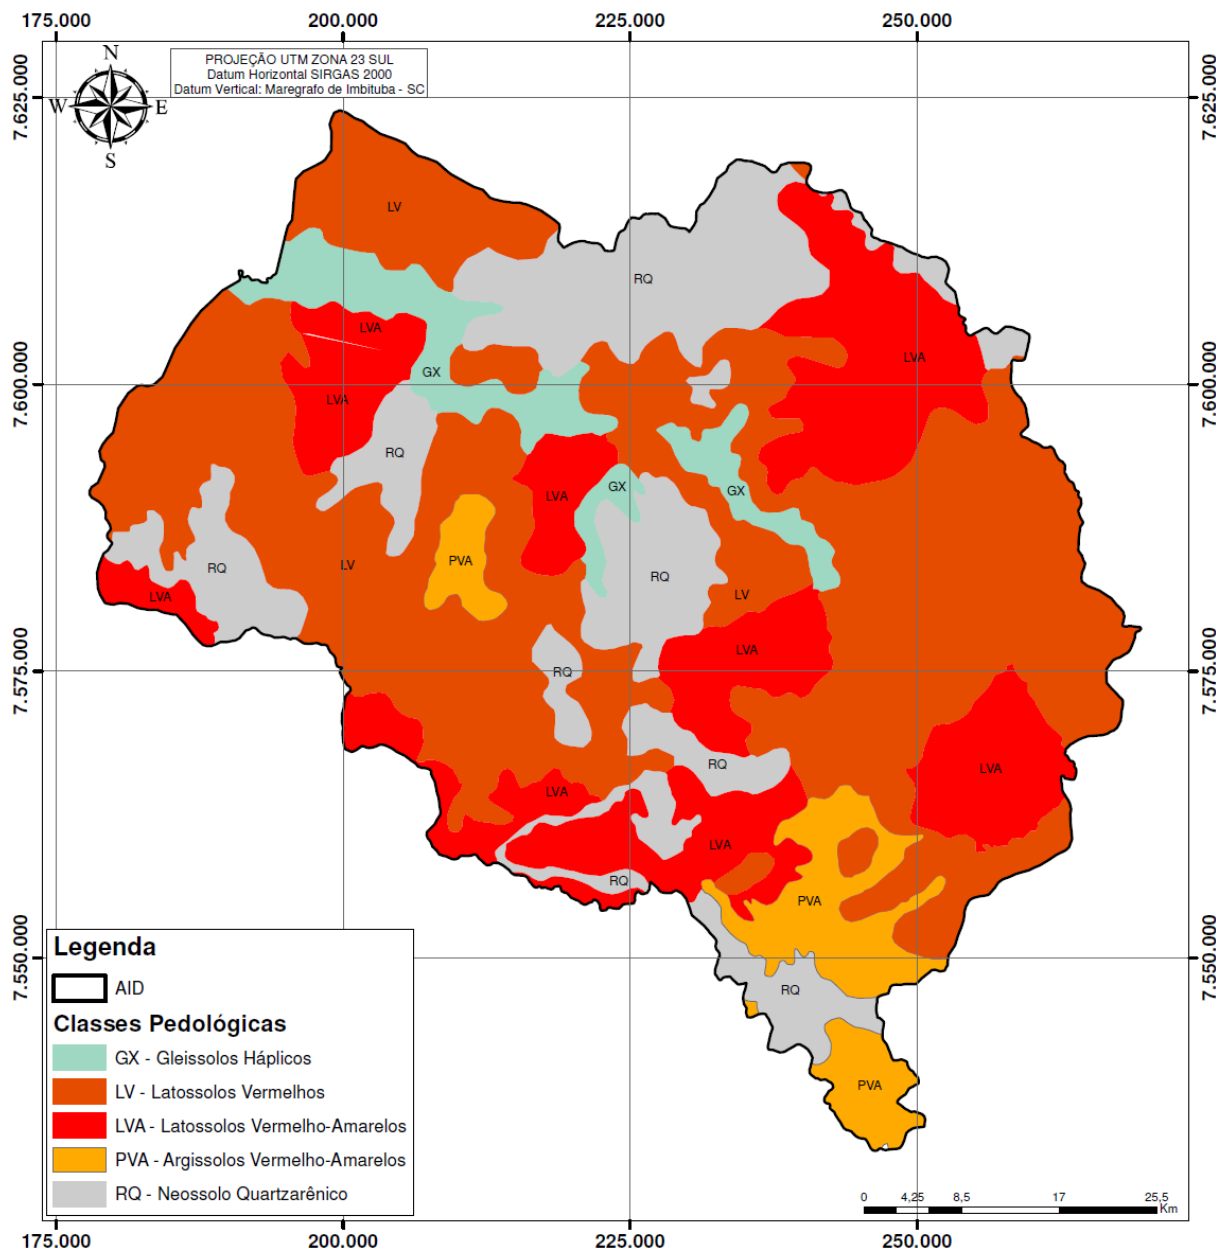 175.000 200.000 225.000 250.000
N
W E
S
PROJEÇÃO UTM ZONA 23 SUL
Datum Horizontal SIRGAS 2000
Datum Vertical: Maregrafo de Imbituba - SC
7.625.000 7.625.000
LV
RQ
LVA
LVA
GX
7.600.000 7.600.000
LVA
RQ
GX
LVA
GX
PVA
LV
RQ
RQ
LVA
LV
LVA
RQ
7.575.000 7.575.000
RQ
LVA
LVA
LVA
RQ
PVA
7.550.000 7.550.000
RQ
PVA
Legenda
AID
Classes Pedológicas
GX - Gleissolos Háplicos
LV - Latossolos Vermelhos
LVA - Latossolos Vermelho-Amarelos
PVA - Argissolos Vermelho-Amarelos
RQ - Neossolo Quartzarênico
0 4,25 8,5 17 25,5
Km
175.000 200.000 225.000 250.000